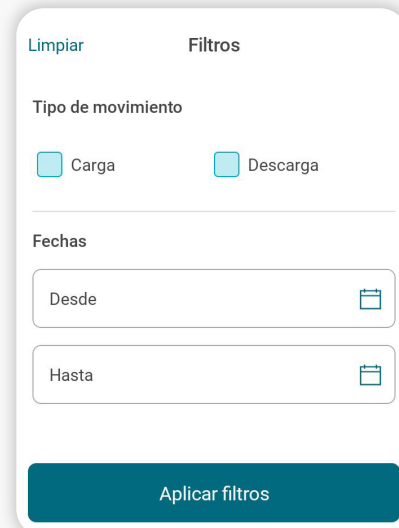 Limpiar Filtros
Tipo de movimiento
Carga Descarga
Fechas
Desde
Hasta
Aplicar filtros